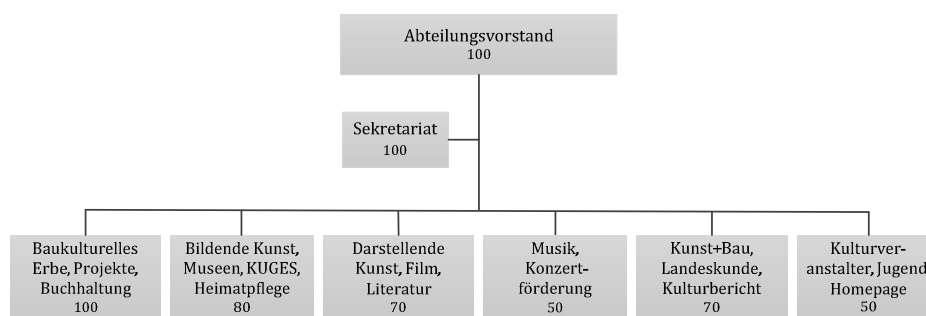 Abteilungsvorstand
100
Sekretariat
100
Baukulturelles
Erbe, Projekte,
Buchhaltung
100
Bildende Kunst,
Museen, KUGES,
Heimatpflege
80
Darstellende
Kunst, Film,
Literatur
70
Musik,
Konzert-
förderung
50
Kunst+Bau,
Landeskunde,
Kulturbericht
70
Kulturver-
anstalter, Jugend
Homepage
50